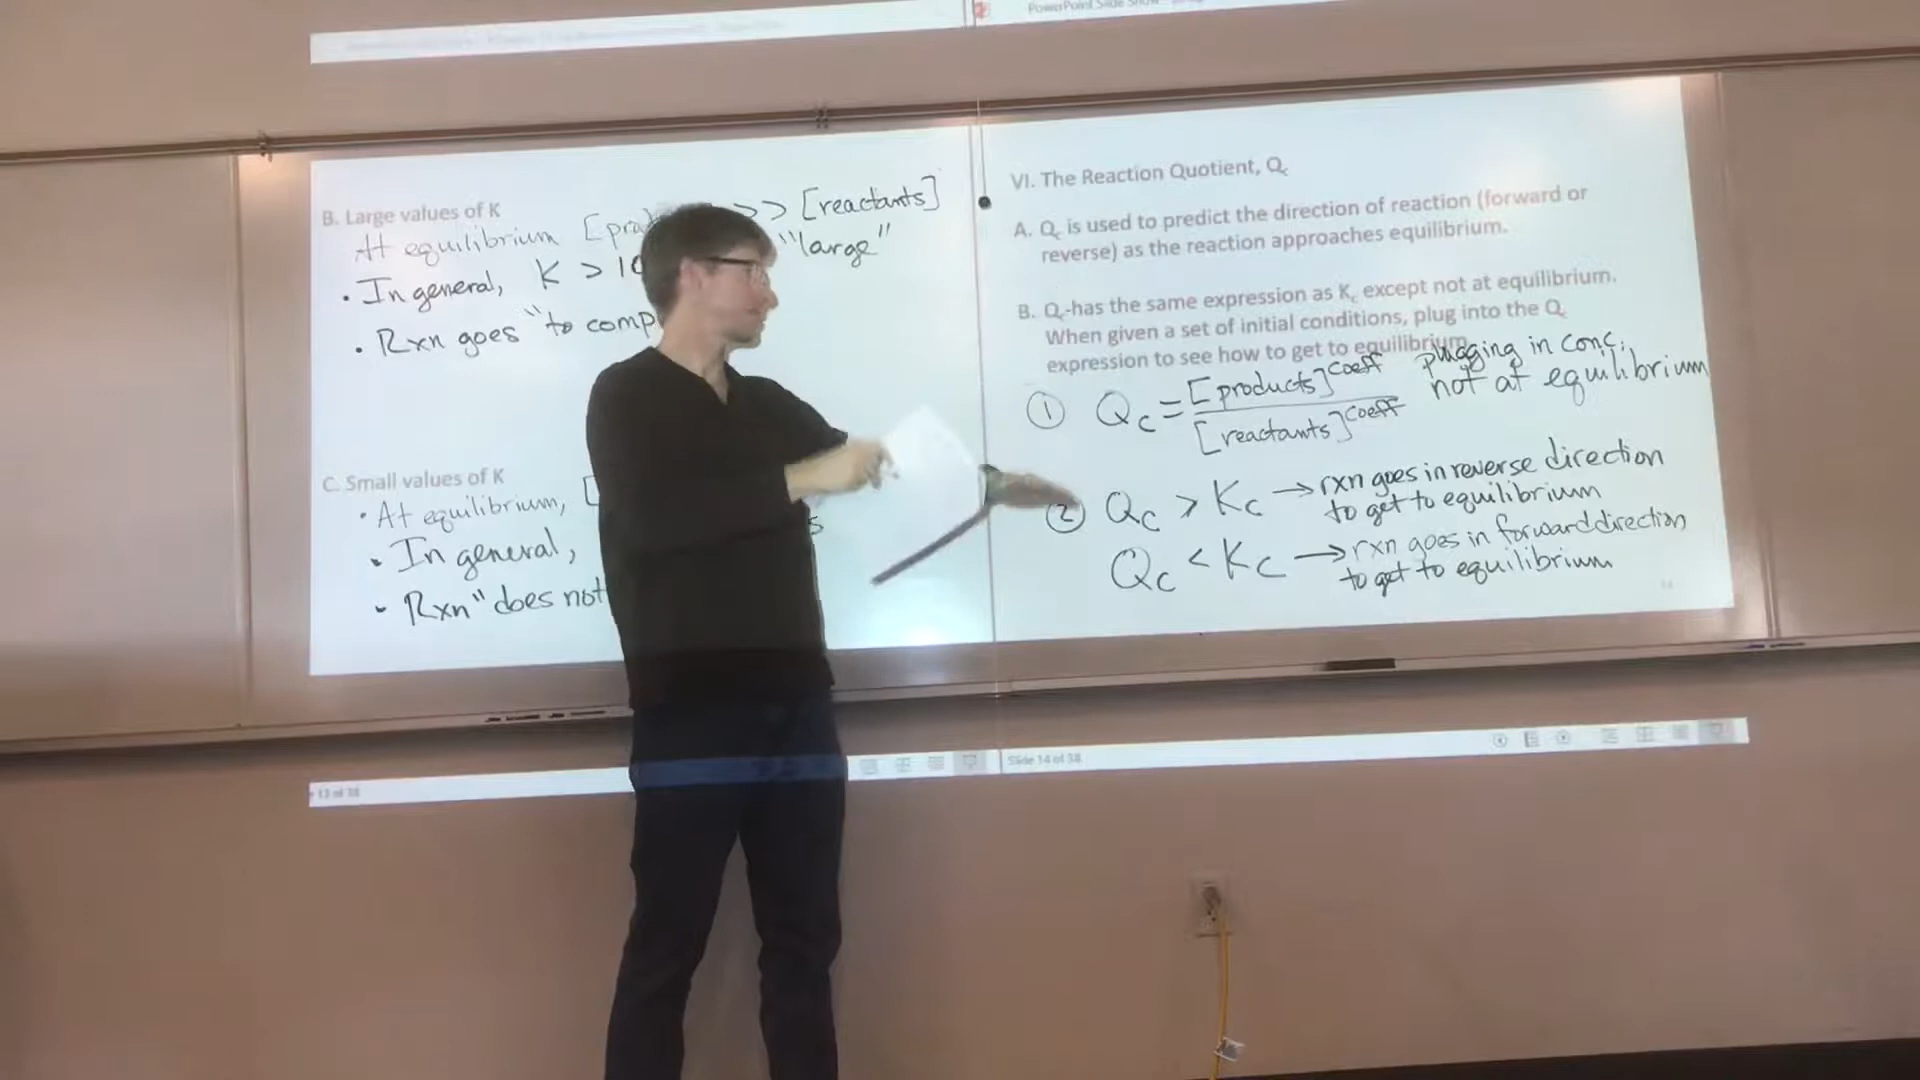 PowerPoint Slide Show
B. Large values of K
At equilibrium >> [reactants]
• In general, K > "large"
• Rxn goes "to
C. Small values of K
• At equilibrium, [
• In general,
• Rxn "does not
13 of 38
VI. The Reaction Quotient, Qc
A. Qc is used to predict the direction of reaction (forward or
reverse) as the reaction approaches equilibrium.
B. Qc-has the same expression as Kc except not at equilibrium.
When given a set of initial conditions, plug into the Qc
expression to see how to get to equilibrium.
① Qc = [products]^coeff / [reactants]^coeff
plugging in conc.
not at equilibrium
② Qc > Kc → rxn goes in reverse direction
to get to equilibrium
Qc < Kc → rxn goes in forward direction
to get to equilibrium
14
Slide 14 of 38